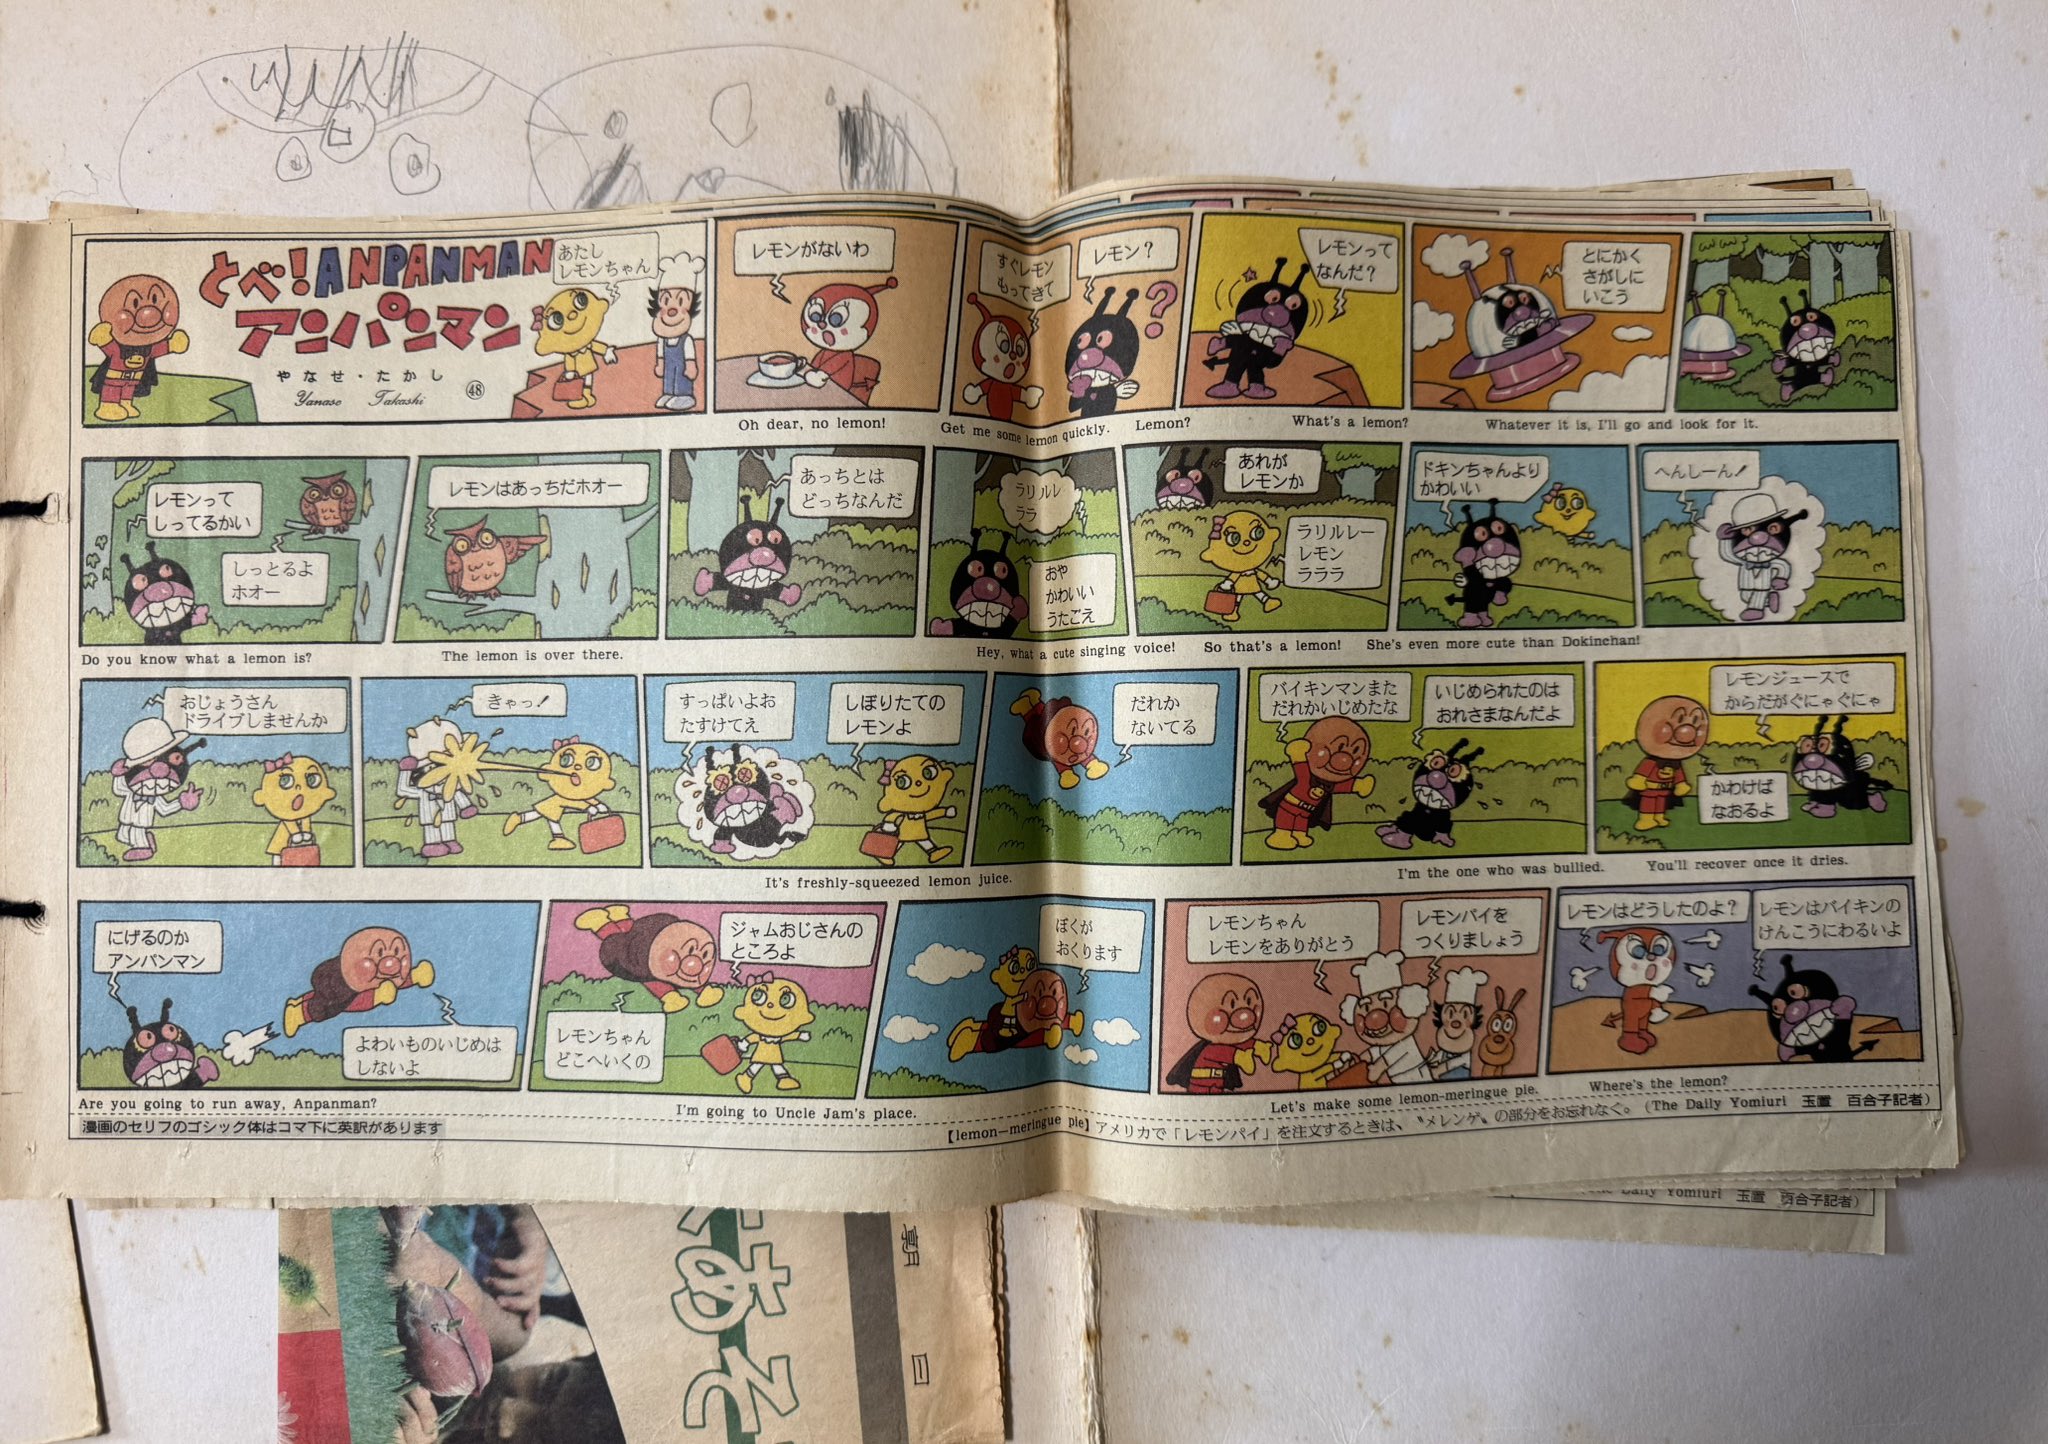 とべ!ANPANMAN
アンパンマン
やなせ・たかし
Yanase Takashi
㊽
あたし
レモンちゃん
レモンがないわ
すぐレモン
もってきて
レモン?
レモンって
なんだ?
とにかく
さがしに
いこう
Oh dear, no lemon!
Get me some lemon quickly.
Lemon?
What's a lemon?
Whatever it is, I'll go and look for it.
レモンって
しってるかい
しっとるよ
ホオー
レモンはあっちだホオー
あっちとは
どっちなんだ
ラリルレ
ララ
おや
かわいい
うたごえ
あれが
レモンか
ラリルレー
レモン
ラララ
ドキンちゃんより
かわいい
へんしーん!
Do you know what a lemon is?
The lemon is over there.
Hey, what a cute singing voice!
So that's a lemon!
She's even more cute than Dokinchan!
おじょうさん
ドライブしませんか
きゃっ!
すっぱいよお
たすけてえ
しぼりたての
レモンよ
だれか
ないてる
バイキンマンまた
だれかいじめたな
いじめられたのは
おれさまなんだよ
レモンジュースで
からだがぐにゃぐにゃ
かわけば
なおるよ
It's freshly-squeezed lemon juice.
I'm the one who was bullied.
You'll recover once it dries.
にげるのか
アンパンマン
よわいものいじめは
しないよ
ジャムおじさんの
ところよ
レモンちゃん
どこへいくの
ぼくが
おくります
レモンちゃん
レモンをありがとう
レモンパイを
つくりましょう
レモンはどうしたのよ?
レモンはバイキンの
けんこうにわるいよ
Are you going to run away, Anpanman?
I'm going to Uncle Jam's place.
Let's make some lemon-meringue pie.
Where's the lemon?
漫画のセリフのゴシック体はコマ下に英訳があります
【lemon—meringue pie】アメリカで「レモンパイ」を注文するときは、〝メレンゲ〟の部分をお忘れなく。(The Daily Yomiuri 玉置 百合子記者)
The Daily Yomiuri 玉置 百合子記者)
朝
日